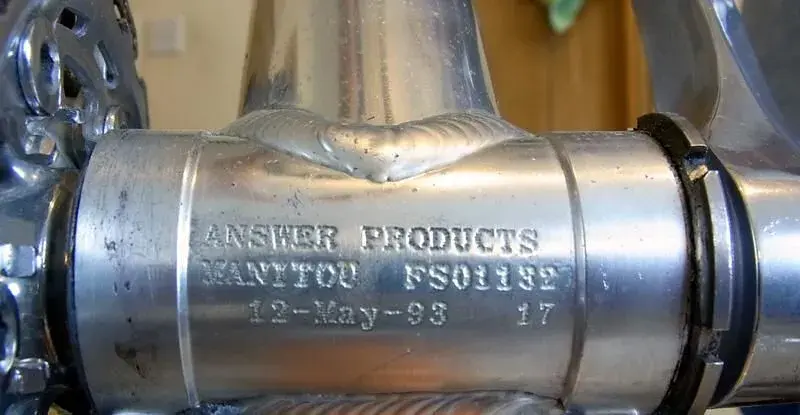 ANSWER PRODUCTS
MANITOU FS01132
12-May-93 17